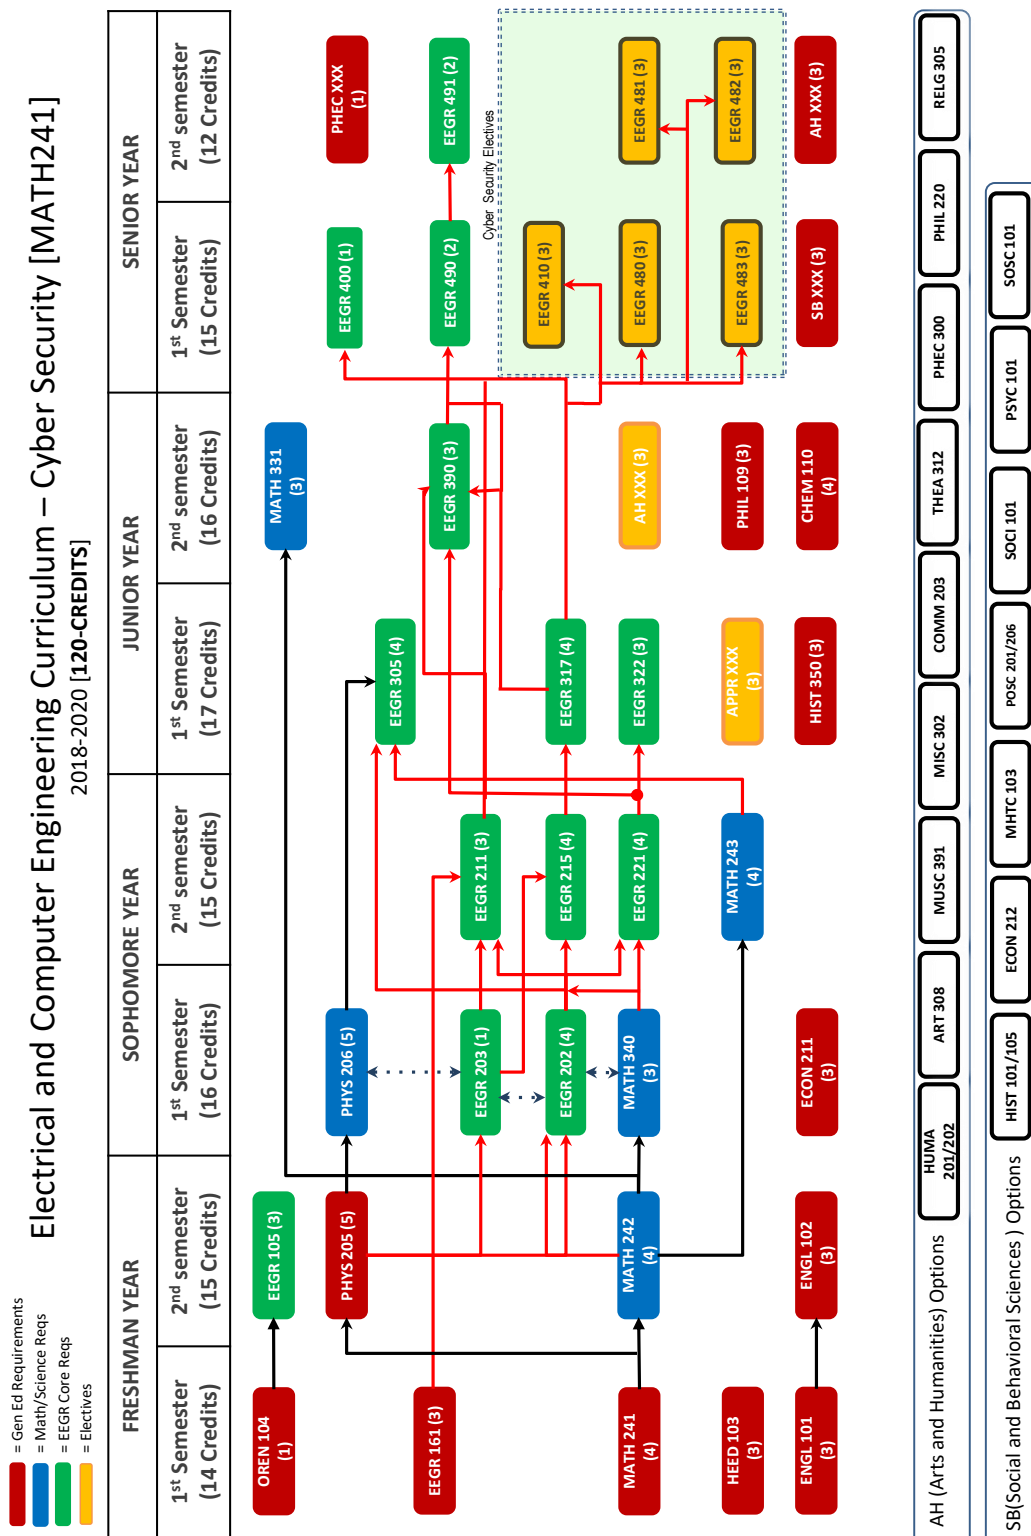 Electrical and Computer Engineering Curriculum – Cyber Security [MATH241]
2018-2020 [120-CREDITS]
= Gen Ed Requirements
= Math/Science Reqs
= EEGR Core Reqs
= Electives
FRESHMAN YEAR
SOPHOMORE YEAR
JUNIOR YEAR
SENIOR YEAR
1st Semester
(14 Credits)
2nd semester
(15 Credits)
1st Semester
(16 Credits)
2nd semester
(15 Credits)
1st Semester
(17 Credits)
2nd semester
(16 Credits)
1st Semester
(15 Credits)
2nd semester
(12 Credits)
OREN 104
(1)
EEGR 161 (3)
MATH 241
(4)
HEED 103
(3)
ENGL 101
(3)
EEGR 105 (3)
PHYS 205 (5)
MATH 242
(4)
ENGL 102
(3)
PHYS 206 (5)
EEGR 203 (1)
EEGR 202 (4)
MATH 340
(3)
ECON 211
(3)
EEGR 211 (3)
EEGR 215 (4)
EEGR 221 (4)
MATH 243
(4)
EEGR 305 (4)
EEGR 317 (4)
EEGR 322 (3)
APPR XXX
(3)
HIST 350 (3)
MATH 331
(3)
EEGR 390 (3)
AH XXX (3)
PHIL 109 (3)
CHEM 110
(4)
EEGR 400 (1)
EEGR 490 (2)
Cyber Security Electives
EEGR 410 (3)
EEGR 480 (3)
EEGR 483 (3)
SB XXX (3)
PHEC XXX
(1)
EEGR 491 (2)
EEGR 481 (3)
EEGR 482 (3)
AH XXX (3)
AH (Arts and Humanities) Options
HUMA
201/202
ART 308
MUSC 391
MISC 302
COMM 203
THEA 312
PHEC 300
PHIL 220
RELG 305
SB(Social and Behavioral Sciences ) Options
HIST 101/105
ECON 212
MHTC 103
POSC 201/206
SOCI 101
PSYC 101
SOSC 101